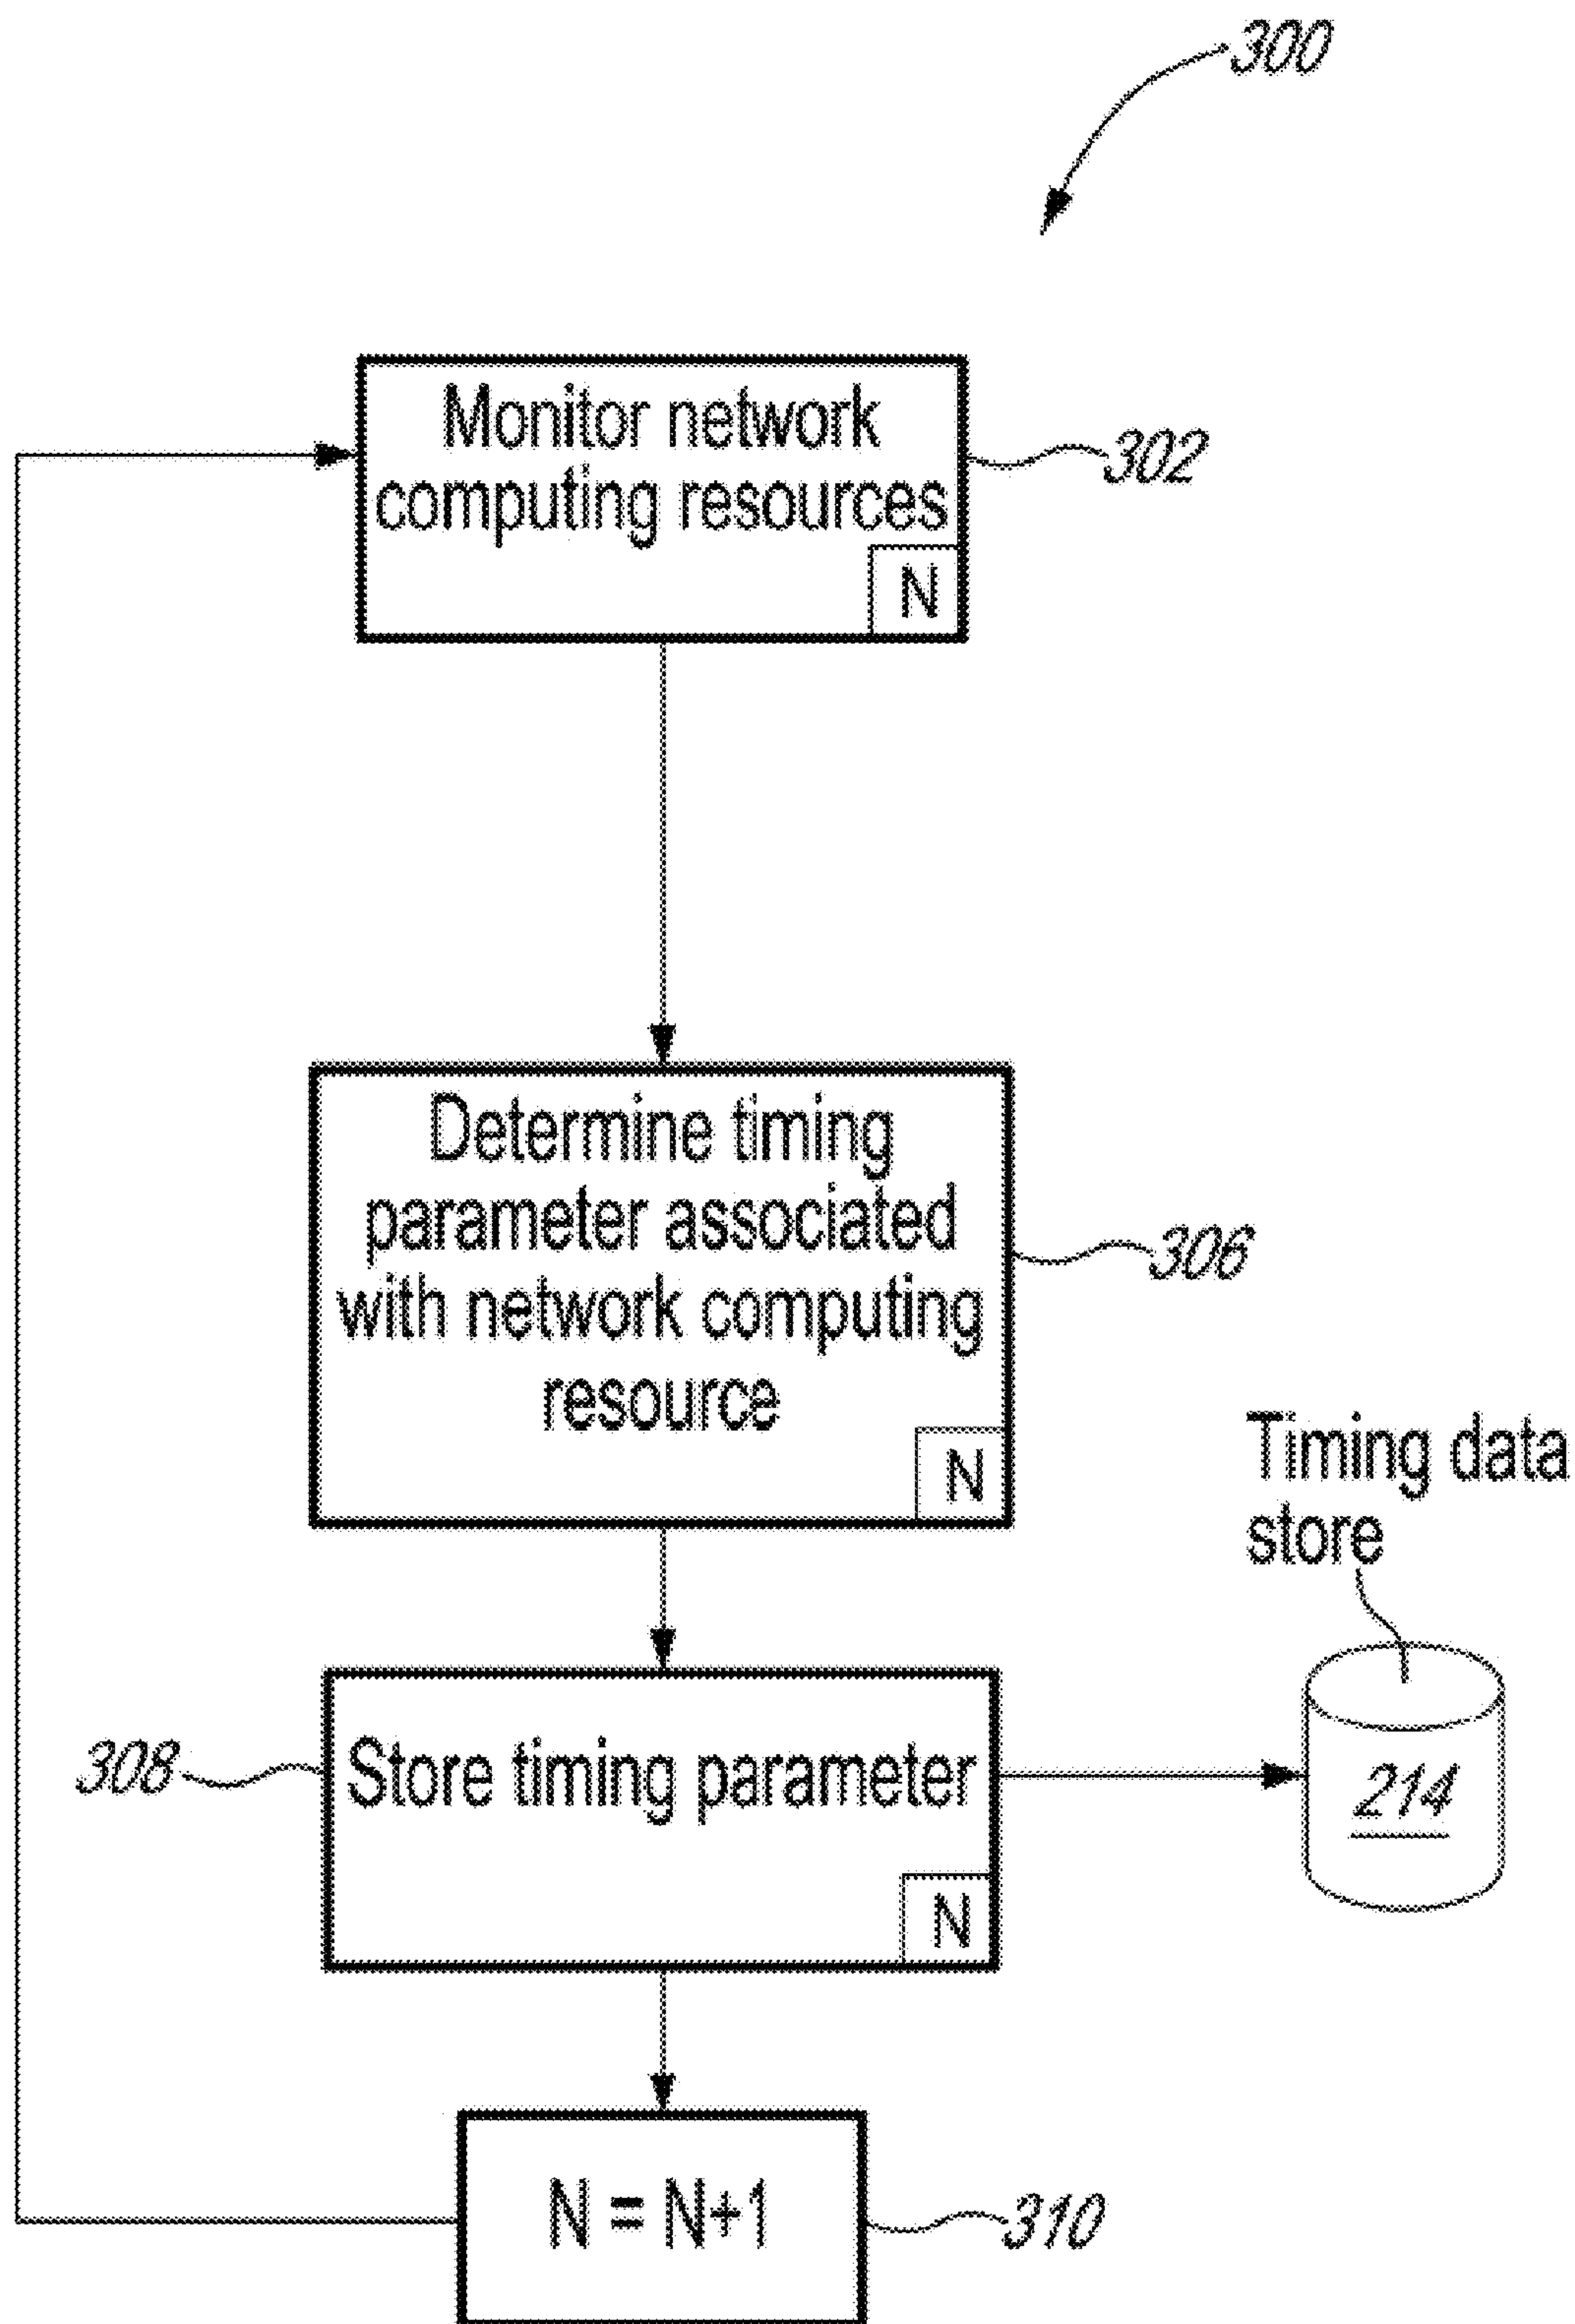 300
Monitor network
computing resources
N
302
Determine timing
parameter associated
with network computing
resource
N
306
Timing data
store
214
308
Store timing parameter
N
N = N+1
310